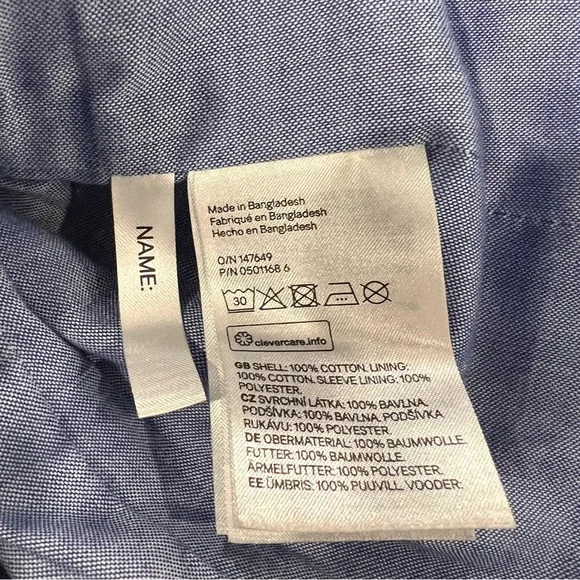 NAME:
Made in Bangladesh
Fabriqué en Bangladesh
Hecho en Bangladesh
O/N 147649
P/N 050116B 6
30
clevercare.info
GB SHELL: 100% COTTON. LINING:
100% COTTON. SLEEVE LINING: 100%
POLYESTER.
CZ SVRCHNÍ LÁTKA: 100% BAVLNA.
PODŠÍVKA: 100% BAVLNA. PODŠÍVKA
RUKÁVU: 100% POLYESTER.
DE OBERMATERIAL: 100% BAUMWOLLE.
FUTTER: 100% BAUMWOLLE.
ÄRMELFUTTER: 100% POLYESTER.
EE ÜMBRIS: 100% PUUVILL. VOODER: